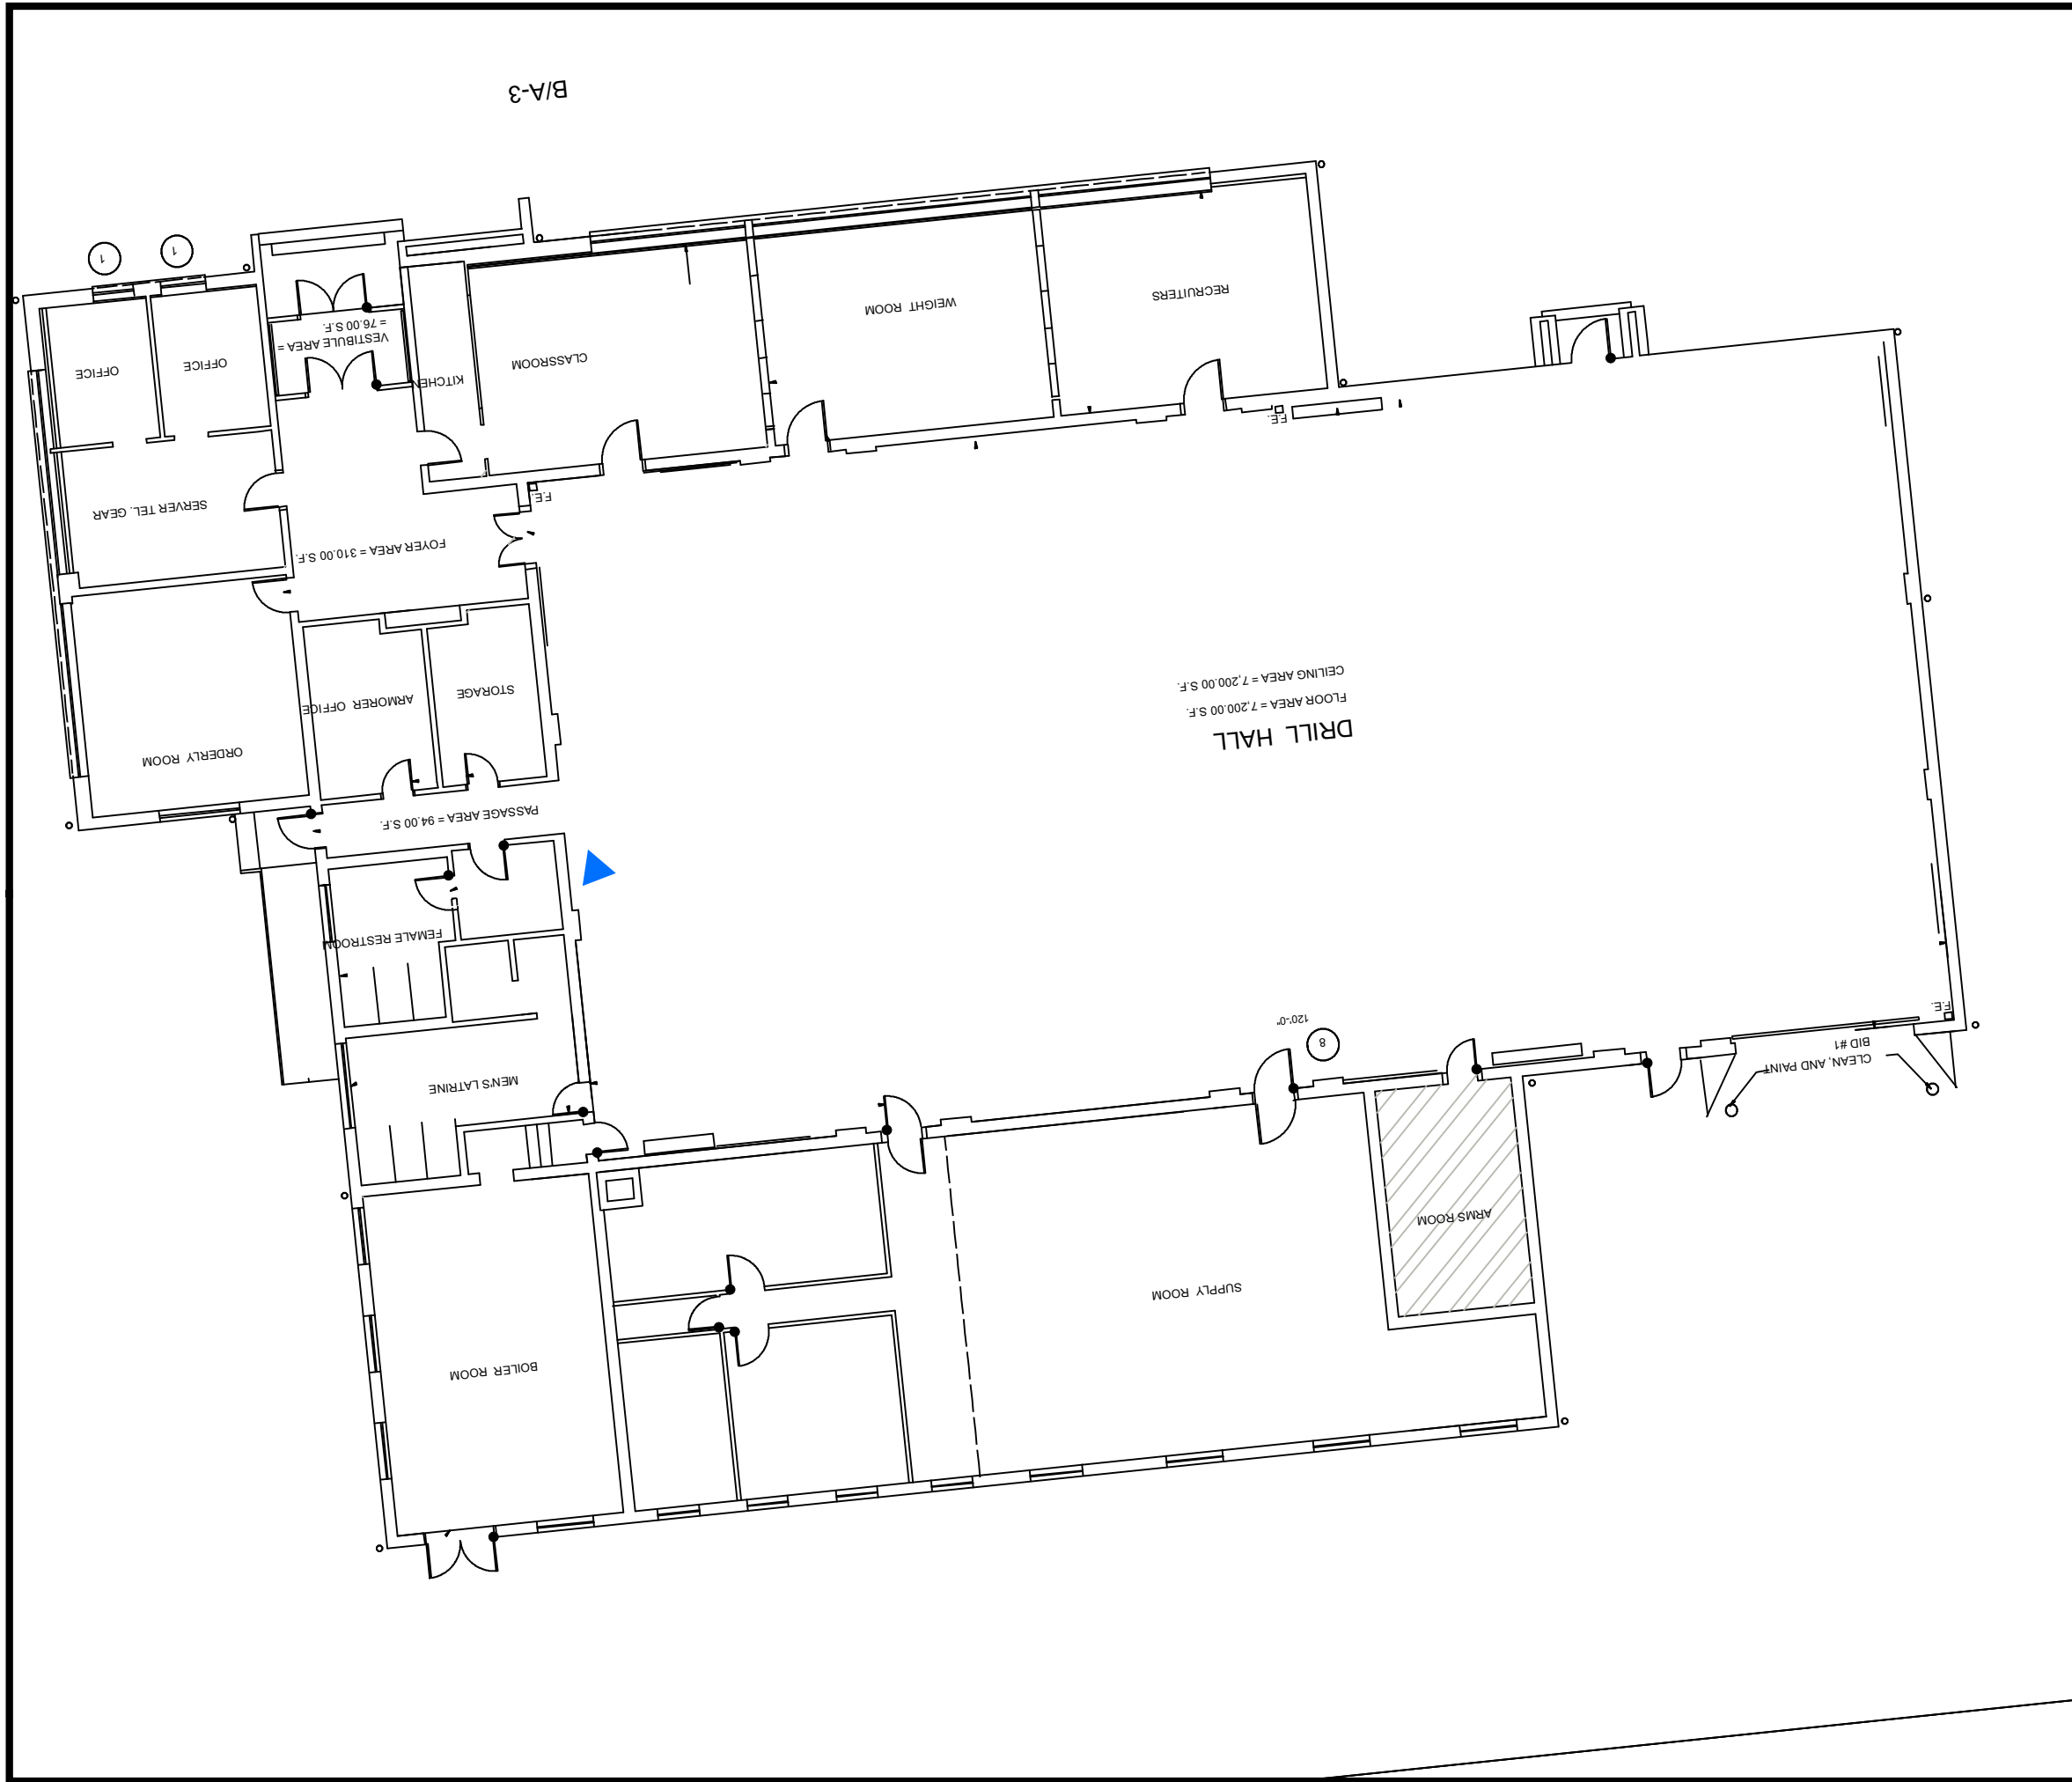 B/A-3
1
1
OFFICE
OFFICE
VESTIBULE AREA =
= 76.00 S.F.
KITCHEN
CLASSROOM
WEIGHT ROOM
RECRUITERS
F.E.
F.E.
SERVER TEL. GEAR
FOYER AREA = 310.00 S.F.
ORDERLY ROOM
ARMORER OFFICE
STORAGE
PASSAGE AREA = 94.00 S.F.
DRILL HALL
FLOOR AREA = 7,200.00 S.F.
CEILING AREA = 7,200.00 S.F.
FEMALE RESTROOM
MEN'S LATRINE
120'-0"
8
F.E.
CLEAN, AND PAINT
BID #1
ARMS ROOM
SUPPLY ROOM
BOILER ROOM